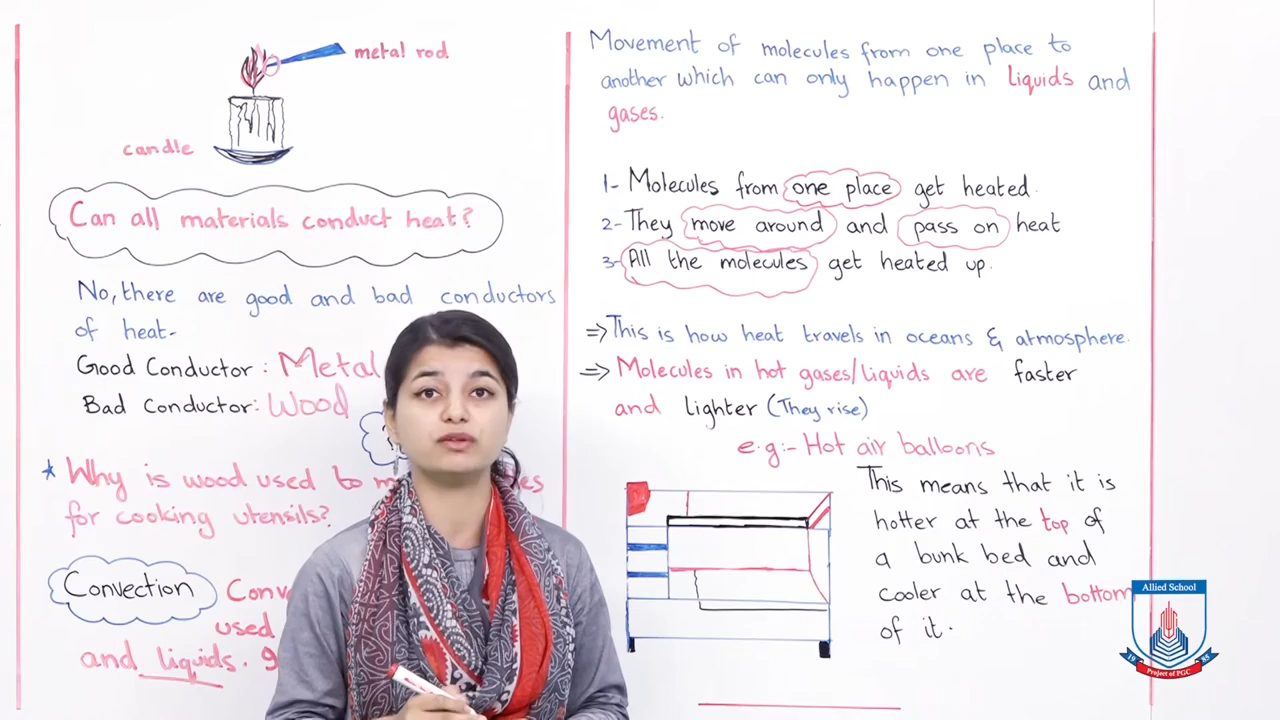 metal rod
candle
Can all materials conduct heat?
No, there are good and bad conductors
of heat-
Good Conductor: Metal
Bad Conductor: Wood
* Why is wood used to
for cooking utensils?
Convection
used
and liquids.
Movement of molecules from one place to
another which can only happen in liquids and
gases.
1- Molecules from one place get heated.
2- They move around and pass on heat
3- All the molecules get heated up.
⇒ This is how heat travels in oceans & atmosphere.
⇒ Molecules in hot gases/liquids are faster
and lighter (They rise)
e.g:- Hot air balloons
This means that it is
hotter at the top of
a bunk bed and
cooler at the bottom
of it.
Allied School
19 85
Project of PGC